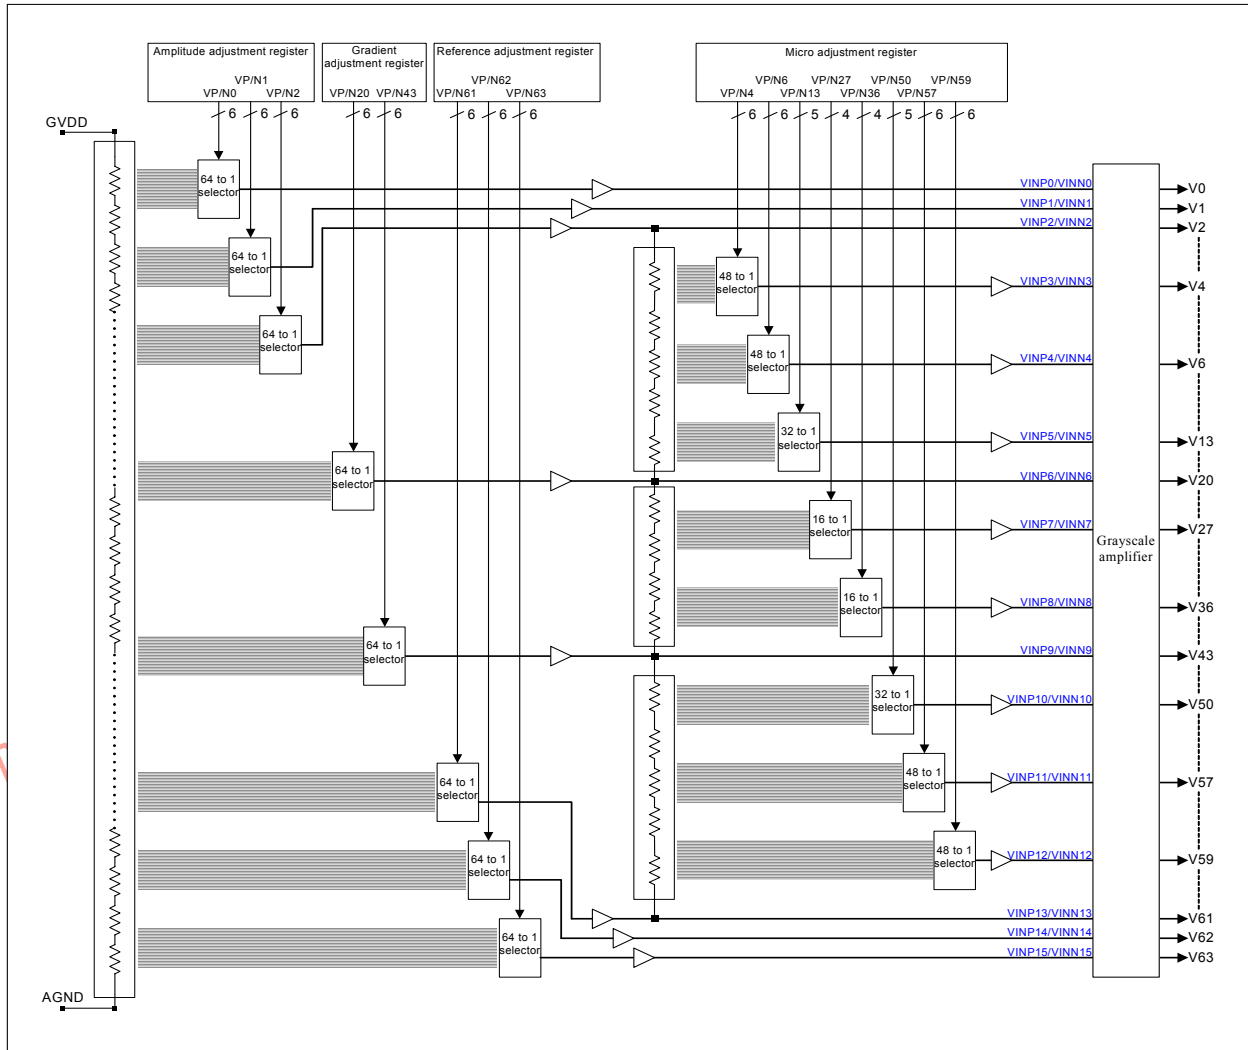 Amplitude adjustment register
VP/N1
VP/N0 VP/N2
6 6 6
Gradient
adjustment register
VP/N20 VP/N43
6 6
Reference adjustment register
VP/N62
VP/N61 VP/N63
6 6 6
Micro adjustment register
VP/N6 VP/N27 VP/N50 VP/N59
VP/N4 VP/N13 VP/N36 VP/N57
6 6 5 4 4 5 6 6
GVDD
64 to 1
selector
VINP0/VINN0
V0
VINP1/VINN1
V1
VINP2/VINN2
V2
64 to 1
selector
48 to 1
selector
VINP3/VINN3
V4
64 to 1
selector
48 to 1
selector
VINP4/VINN4
V6
32 to 1
selector
VINP5/VINN5
V13
64 to 1
selector
VINP6/VINN6
V20
16 to 1
selector
VINP7/VINN7
V27
Grayscale
amplifier
16 to 1
selector
VINP8/VINN8
V36
64 to 1
selector
VINP9/VINN9
V43
32 to 1
selector
VINP10/VINN10
V50
64 to 1
selector
48 to 1
selector
VINP11/VINN11
V57
64 to 1
selector
48 to 1
selector
VINP12/VINN12
V59
64 to 1
selector
VINP13/VINN13
V61
VINP14/VINN14
V62
VINP15/VINN15
V63
AGND